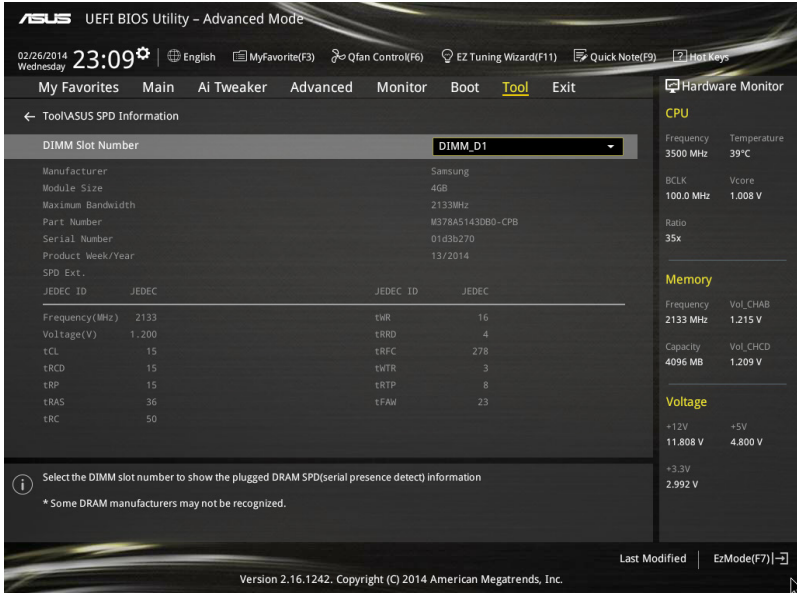 ASUS UEFI BIOS Utility – Advanced Mode
02/26/2014 Wednesday 23:09 English MyFavorite(F3) Qfan Control(F6) EZ Tuning Wizard(F11) Quick Note(F9) ? Hot Keys
My Favorites Main Ai Tweaker Advanced Monitor Boot Tool Exit
← Tool\ASUS SPD Information
DIMM Slot Number DIMM_D1
Manufacturer Samsung
Module Size 4GB
Maximum Bandwidth 2133MHz
Part Number M378A5143DB0-CPB
Serial Number 01d3b270
Product Week/Year 13/2014
SPD Ext.
JEDEC ID JEDEC JEDEC ID JEDEC
Frequency(MHz) 2133 tWR 16
Voltage(V) 1.200 tRRD 4
tCL 15 tRFC 278
tRCD 15 tWTR 3
tRP 15 tRTP 8
tRAS 36 tFAW 23
tRC 50
Select the DIMM slot number to show the plugged DRAM SPD(serial presence detect) information
* Some DRAM manufacturers may not be recognized.
Hardware Monitor
CPU
Frequency Temperature
3500 MHz 39°C
BCLK Vcore
100.0 MHz 1.008 V
Ratio
35x
Memory
Frequency Vol_CHAB
2133 MHz 1.215 V
Capacity Vol_CHCD
4096 MB 1.209 V
Voltage
+12V +5V
11.808 V 4.800 V
+3.3V
2.992 V
Last Modified EzMode(F7)
Version 2.16.1242. Copyright (C) 2014 American Megatrends, Inc.